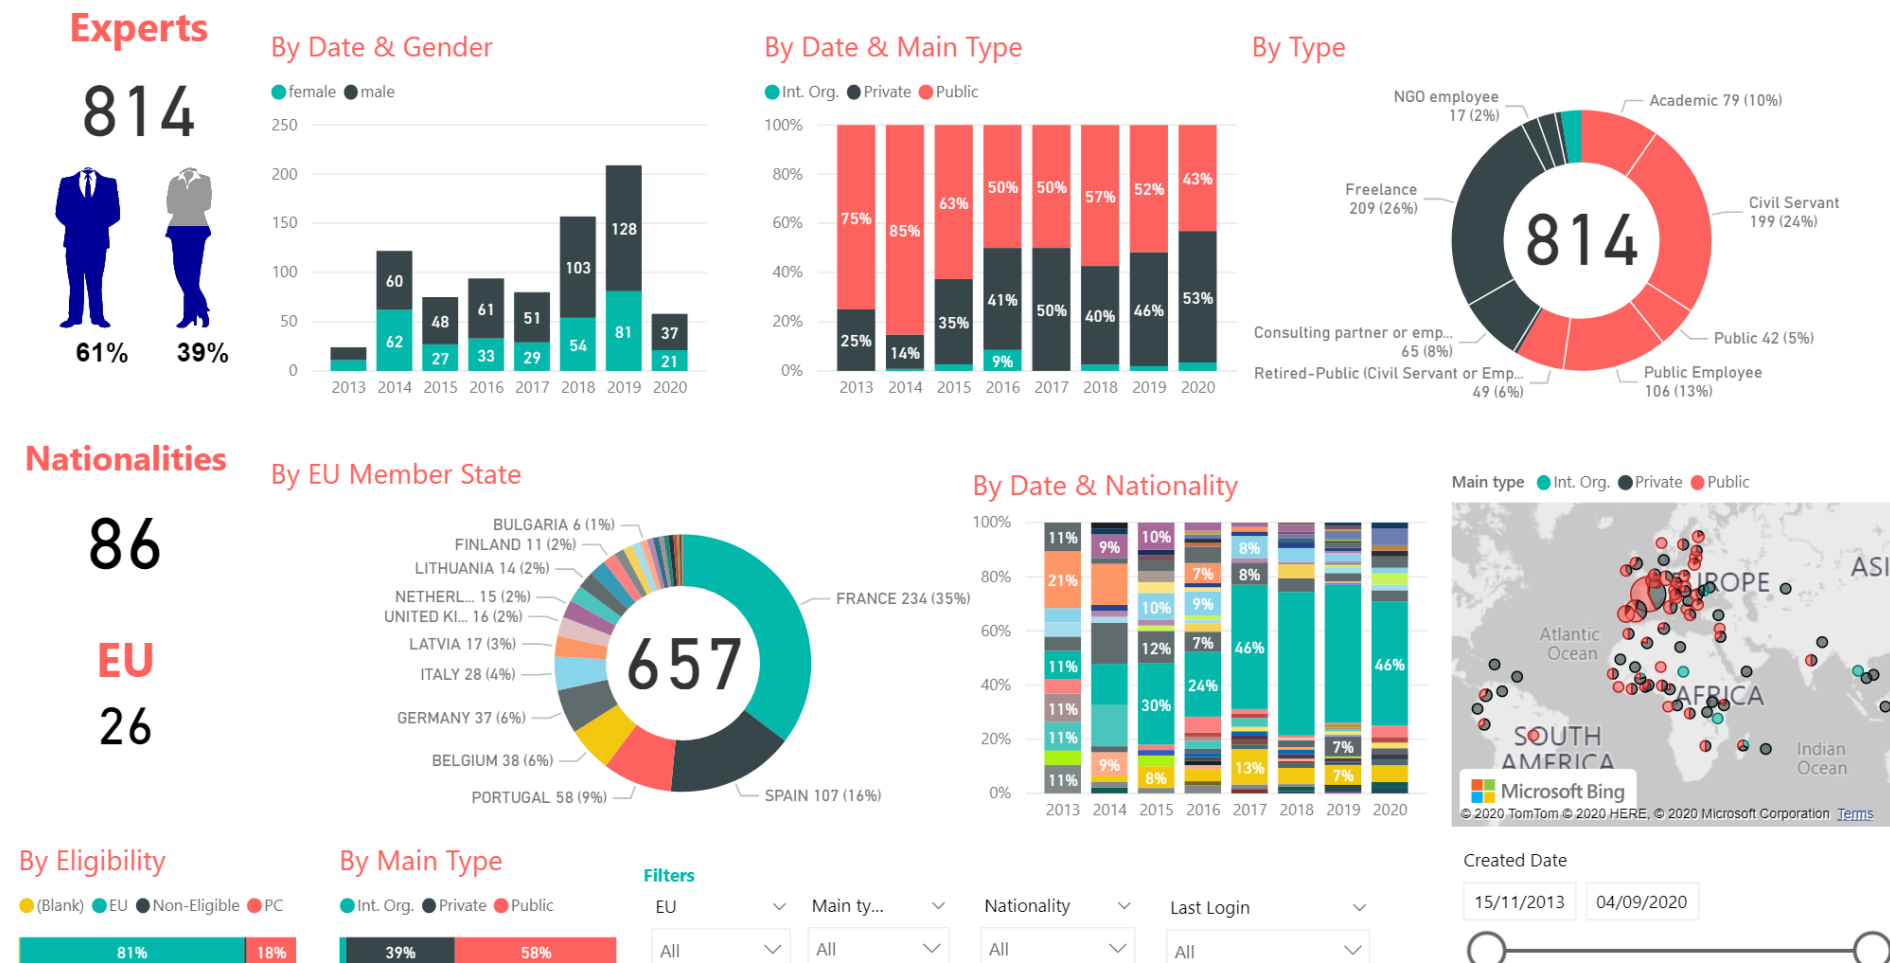 Experts
814
61% 39%
By Date & Gender
female male
250
200
150
100
50
0
60 62
48 27
61 33
51 29
103 54
128 81
37 21
2013 2014 2015 2016 2017 2018 2019 2020
By Date & Main Type
Int. Org. Private Public
100%
80%
60%
40%
20%
0%
75% 25%
85% 14%
63% 35%
50% 41% 9%
50% 50%
57% 40%
52% 46%
43% 53%
2013 2014 2015 2016 2017 2018 2019 2020
By Type
NGO employee
17 (2%)
Academic 79 (10%)
Freelance
209 (26%)
Civil Servant
199 (24%)
814
Consulting partner or emp...
65 (8%)
Public 42 (5%)
Retired-Public (Civil Servant or Emp...
49 (6%)
Public Employee
106 (13%)
Nationalities
86
EU
26
By EU Member State
BULGARIA 6 (1%)
FINLAND 11 (2%)
LITHUANIA 14 (2%)
NETHERL... 15 (2%)
UNITED KI... 16 (2%)
LATVIA 17 (3%)
ITALY 28 (4%)
GERMANY 37 (6%)
BELGIUM 38 (6%)
PORTUGAL 58 (9%)
SPAIN 107 (16%)
FRANCE 234 (35%)
657
By Date & Nationality
100%
80%
60%
40%
20%
0%
11% 21% 11% 11% 11% 11%
9% 9%
10% 10% 12% 30% 8%
7% 9% 7% 24%
8% 8% 46% 13%
7% 7%
46%
2013 2014 2015 2016 2017 2018 2019 2020
Main type Int. Org. Private Public
ASI
Atlantic
Ocean
AFRICA
SOUTH
AMERICA
Indian
Ocean
Microsoft Bing
© 2020 TomTom © 2020 HERE, © 2020 Microsoft Corporation Terms
By Eligibility
(Blank) EU Non-Eligible PC
81% 18%
By Main Type
Int. Org. Private Public
39% 58%
Filters
EU
All
Main ty...
All
Nationality
All
Last Login
All
Created Date
15/11/2013 04/09/2020